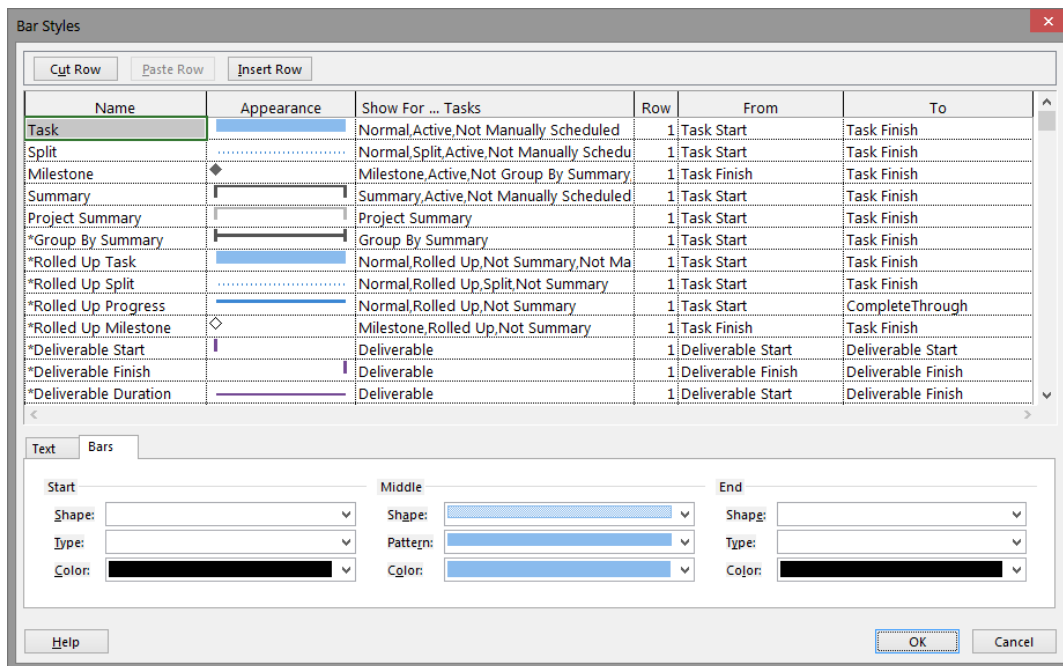 Bar Styles
Cut Row Paste Row Insert Row
Name Appearance Show For ... Tasks Row From To
Task Normal,Active,Not Manually Scheduled 1 Task Start Task Finish
Split Normal,Split,Active,Not Manually Schedu 1 Task Start Task Finish
Milestone Milestone,Active,Not Group By Summary, 1 Task Finish Task Finish
Summary Summary,Active,Not Manually Scheduled 1 Task Start Task Finish
Project Summary Project Summary 1 Task Start Task Finish
*Group By Summary Group By Summary 1 Task Start Task Finish
*Rolled Up Task Normal,Rolled Up,Not Summary,Not Ma 1 Task Start Task Finish
*Rolled Up Split Normal,Rolled Up,Split,Not Summary 1 Task Start Task Finish
*Rolled Up Progress Normal,Rolled Up,Not Summary 1 Task Start CompleteThrough
*Rolled Up Milestone Milestone,Rolled Up,Not Summary 1 Task Finish Task Finish
*Deliverable Start Deliverable 1 Deliverable Start Deliverable Start
*Deliverable Finish Deliverable 1 Deliverable Finish Deliverable Finish
*Deliverable Duration Deliverable 1 Deliverable Start Deliverable Finish
Text Bars
Start Middle End
Shape: Shape: Shape:
Type: Pattern: Type:
Color: Color: Color:
Help OK Cancel